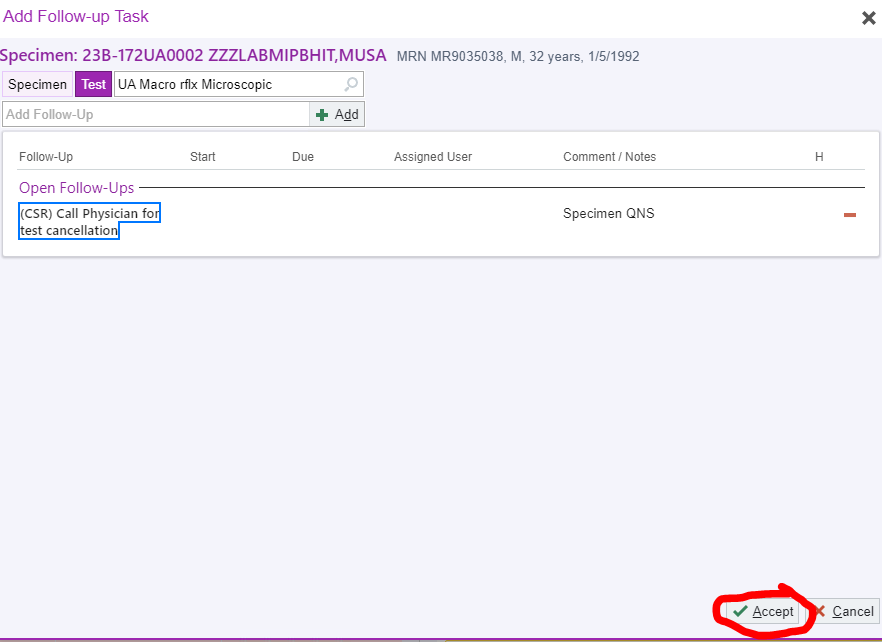 Add Follow-up Task
Specimen: 23B-172UA0002 ZZZLABMIPBHIT,MUSA MRN MR9035038, M, 32 years, 1/5/1992
Specimen Test UA Macro rflx Microscopic
Add Follow-Up Add
Follow-Up Start Due Assigned User Comment / Notes H
Open Follow-Ups
(CSR) Call Physician for Specimen QNS
test cancellation
Accept Cancel